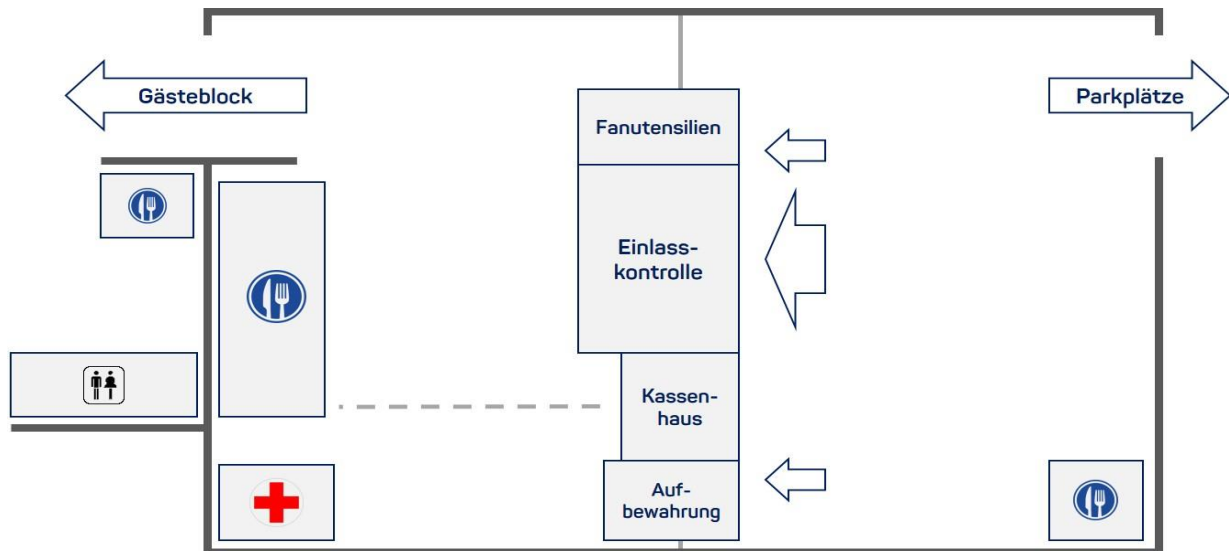 Gästeblock
Parkplätze
Fanutensilien
Einlass-
kontrolle
Kassen-
haus
Auf-
bewahrung